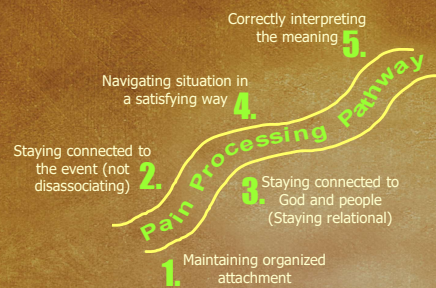 Correctly interpreting
the meaning 5.
Navigating situation in
a satisfying way 4.
Staying connected to
the event (not
disassociating) 2.
Pain Processing Pathway
3. Staying connected to
God and people
(Staying relational)
1. Maintaining organized
attachment